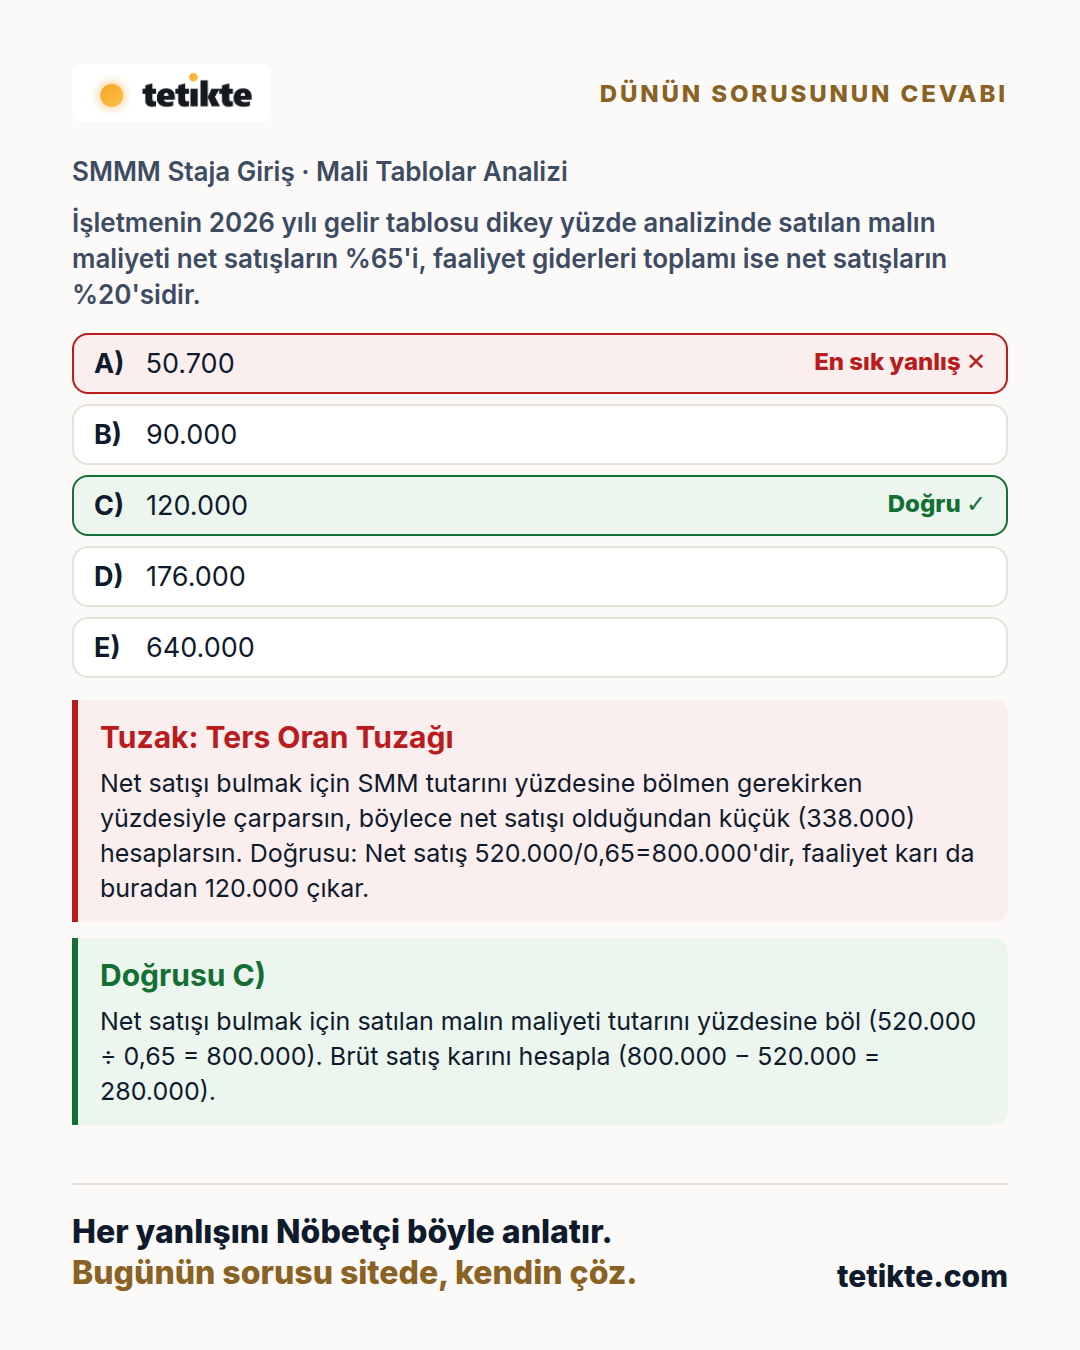 tetikte
DÜNÜN SORUSUNUN CEVABI
SMMM Staja Giriş · Mali Tablolar Analizi
İşletmenin 2026 yılı gelir tablosu dikey yüzde analizinde satılan malın
maliyeti net satışların %65'i, faaliyet giderleri toplamı ise net satışların
%20'sidir.
A) 50.700 En sık yanlış ✕
B) 90.000
C) 120.000 Doğru ✓
D) 176.000
E) 640.000
Tuzak: Ters Oran Tuzağı
Net satışı bulmak için SMM tutarını yüzdesine bölmen gerekirken
yüzdesiyle çarparsın, böylece net satışı olduğundan küçük (338.000)
hesaplarsın. Doğrusu: Net satış 520.000/0,65=800.000'dir, faaliyet karı da
buradan 120.000 çıkar.
Doğrusu C)
Net satışı bulmak için satılan malın maliyeti tutarını yüzdesine böl (520.000
÷ 0,65 = 800.000). Brüt satış karını hesapla (800.000 − 520.000 =
280.000).
Her yanlışını Nöbetçi böyle anlatır.
Bugünün sorusu sitede, kendin çöz.
tetikte.com